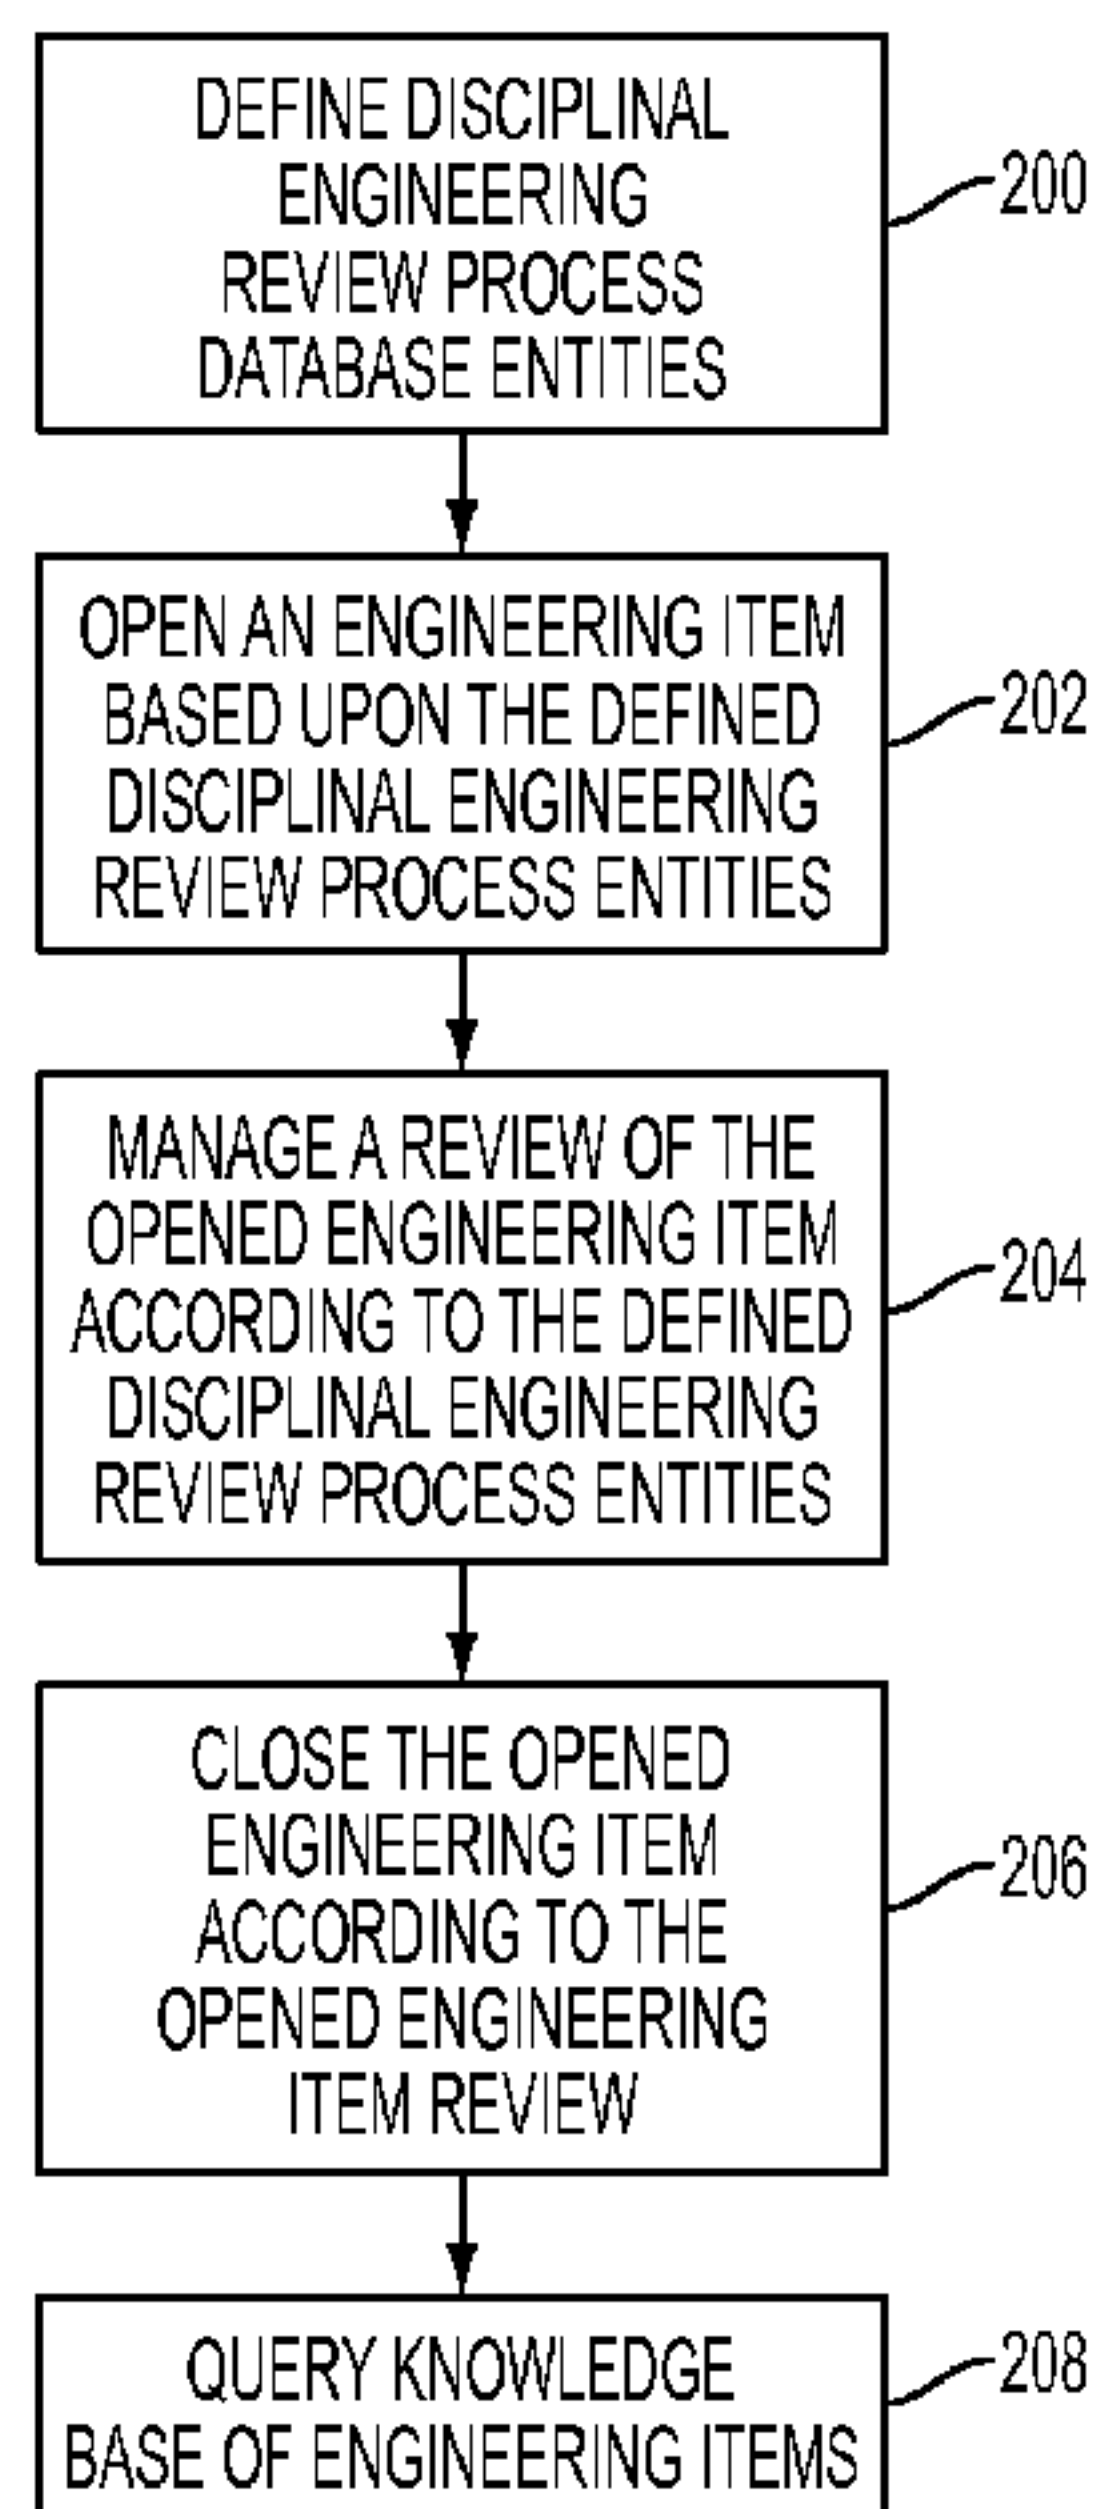 DEFINE DISCIPLINAL
ENGINEERING
REVIEW PROCESS
DATABASE ENTITIES
200
OPEN AN ENGINEERING ITEM
BASED UPON THE DEFINED
DISCIPLINAL ENGINEERING
REVIEW PROCESS ENTITIES
202
MANAGE A REVIEW OF THE
OPENED ENGINEERING ITEM
ACCORDING TO THE DEFINED
DISCIPLINAL ENGINEERING
REVIEW PROCESS ENTITIES
204
CLOSE THE OPENED
ENGINEERING ITEM
ACCORDING TO THE
OPENED ENGINEERING
ITEM REVIEW
206
QUERY KNOWLEDGE
BASE OF ENGINEERING ITEMS
208